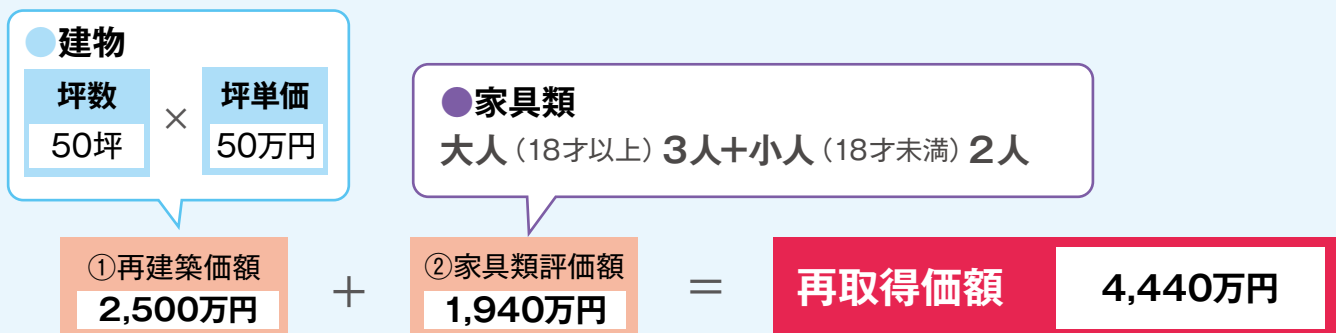 ●建物
坪数 × 坪単価
50坪 50万円
●家具類
大人（18才以上）3人+小人（18才未満）2人
①再建築価額 + ②家具類評価額 = 再取得価額 4,440万円
2,500万円 1,940万円